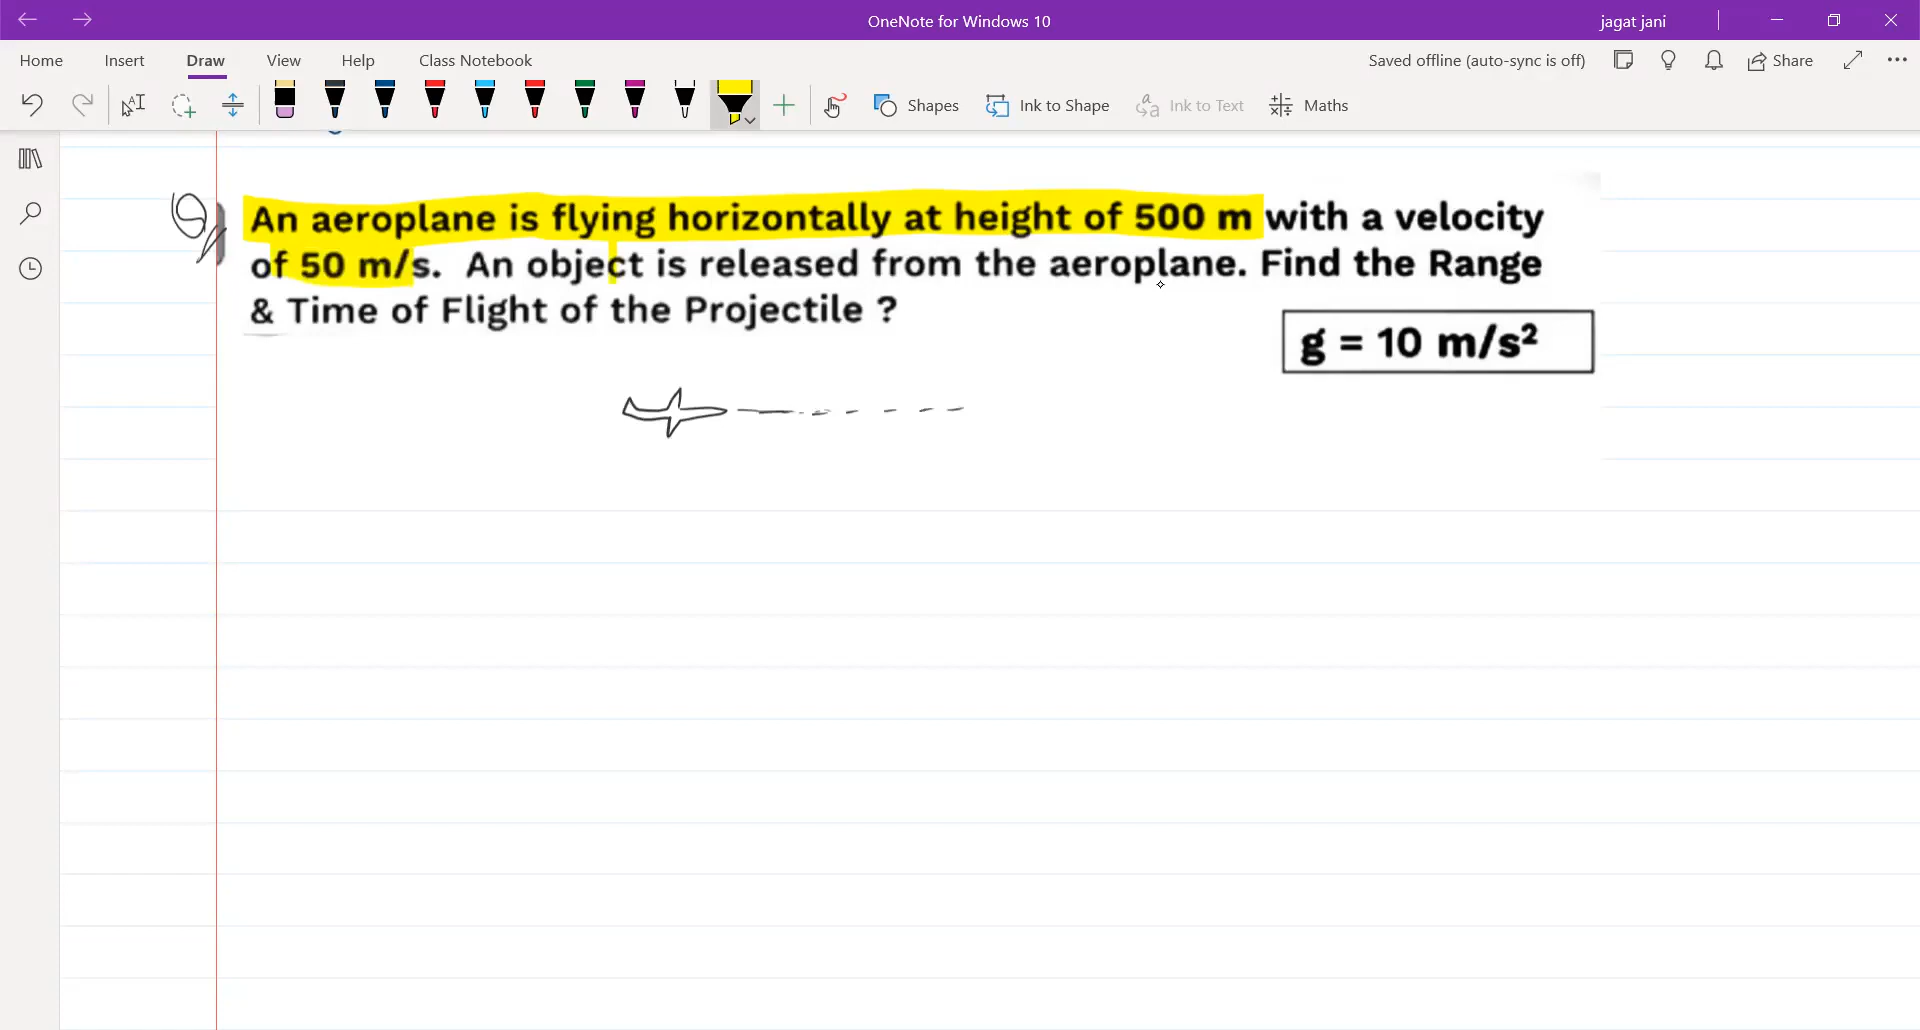 OneNote for Windows 10
jagat jani
Home Insert Draw View Help Class Notebook
Saved offline (auto-sync is off) Share
Shapes Ink to Shape Ink to Text Maths
An aeroplane is flying horizontally at height of 500 m with a velocity
of 50 m/s. An object is released from the aeroplane. Find the Range
& Time of Flight of the Projectile ?
g = 10 m/s²